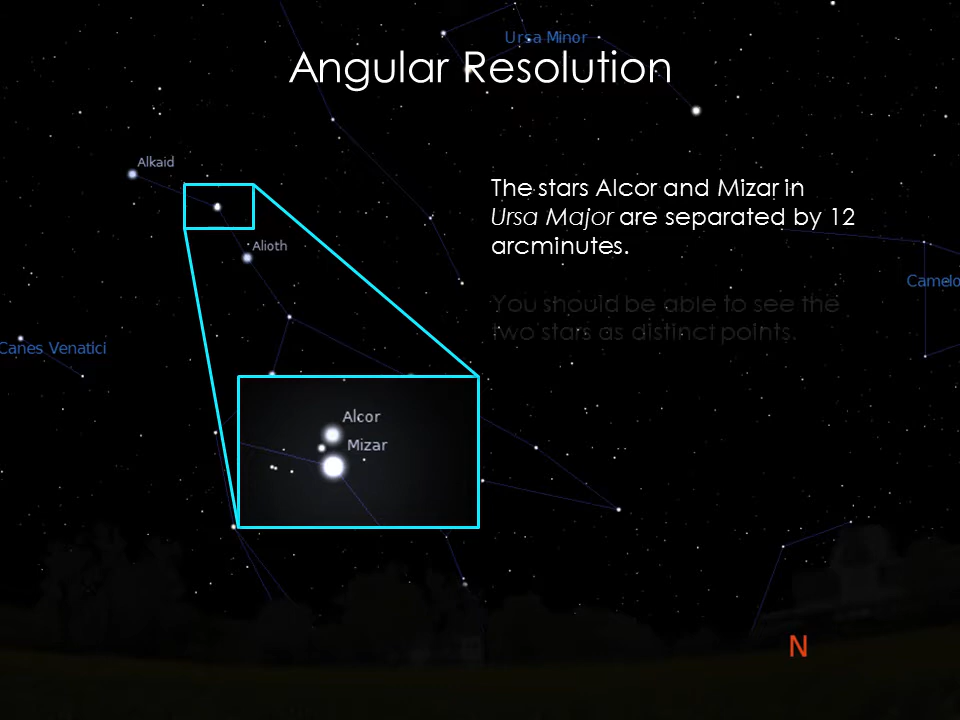 Ursa Minor
Angular Resolution
Alkaid
The stars Alcor and Mizar in
Ursa Major are separated by 12
arcminutes.
Alioth
Camelo
You should be able to see the
two stars as distinct points.
Canes Venatici
Alcor
Mizar
N